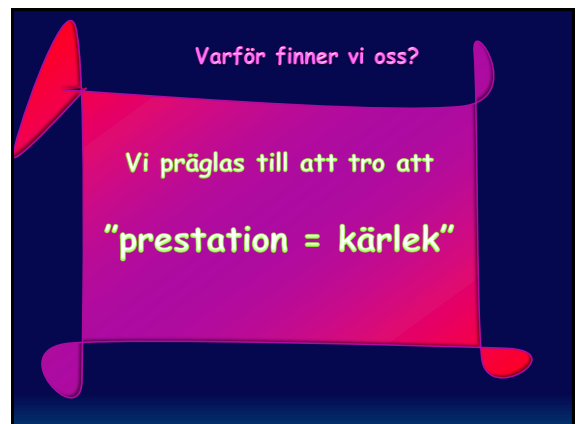 Varför finner vi oss?
Vi präglas till att tro att
”prestation = kärlek”